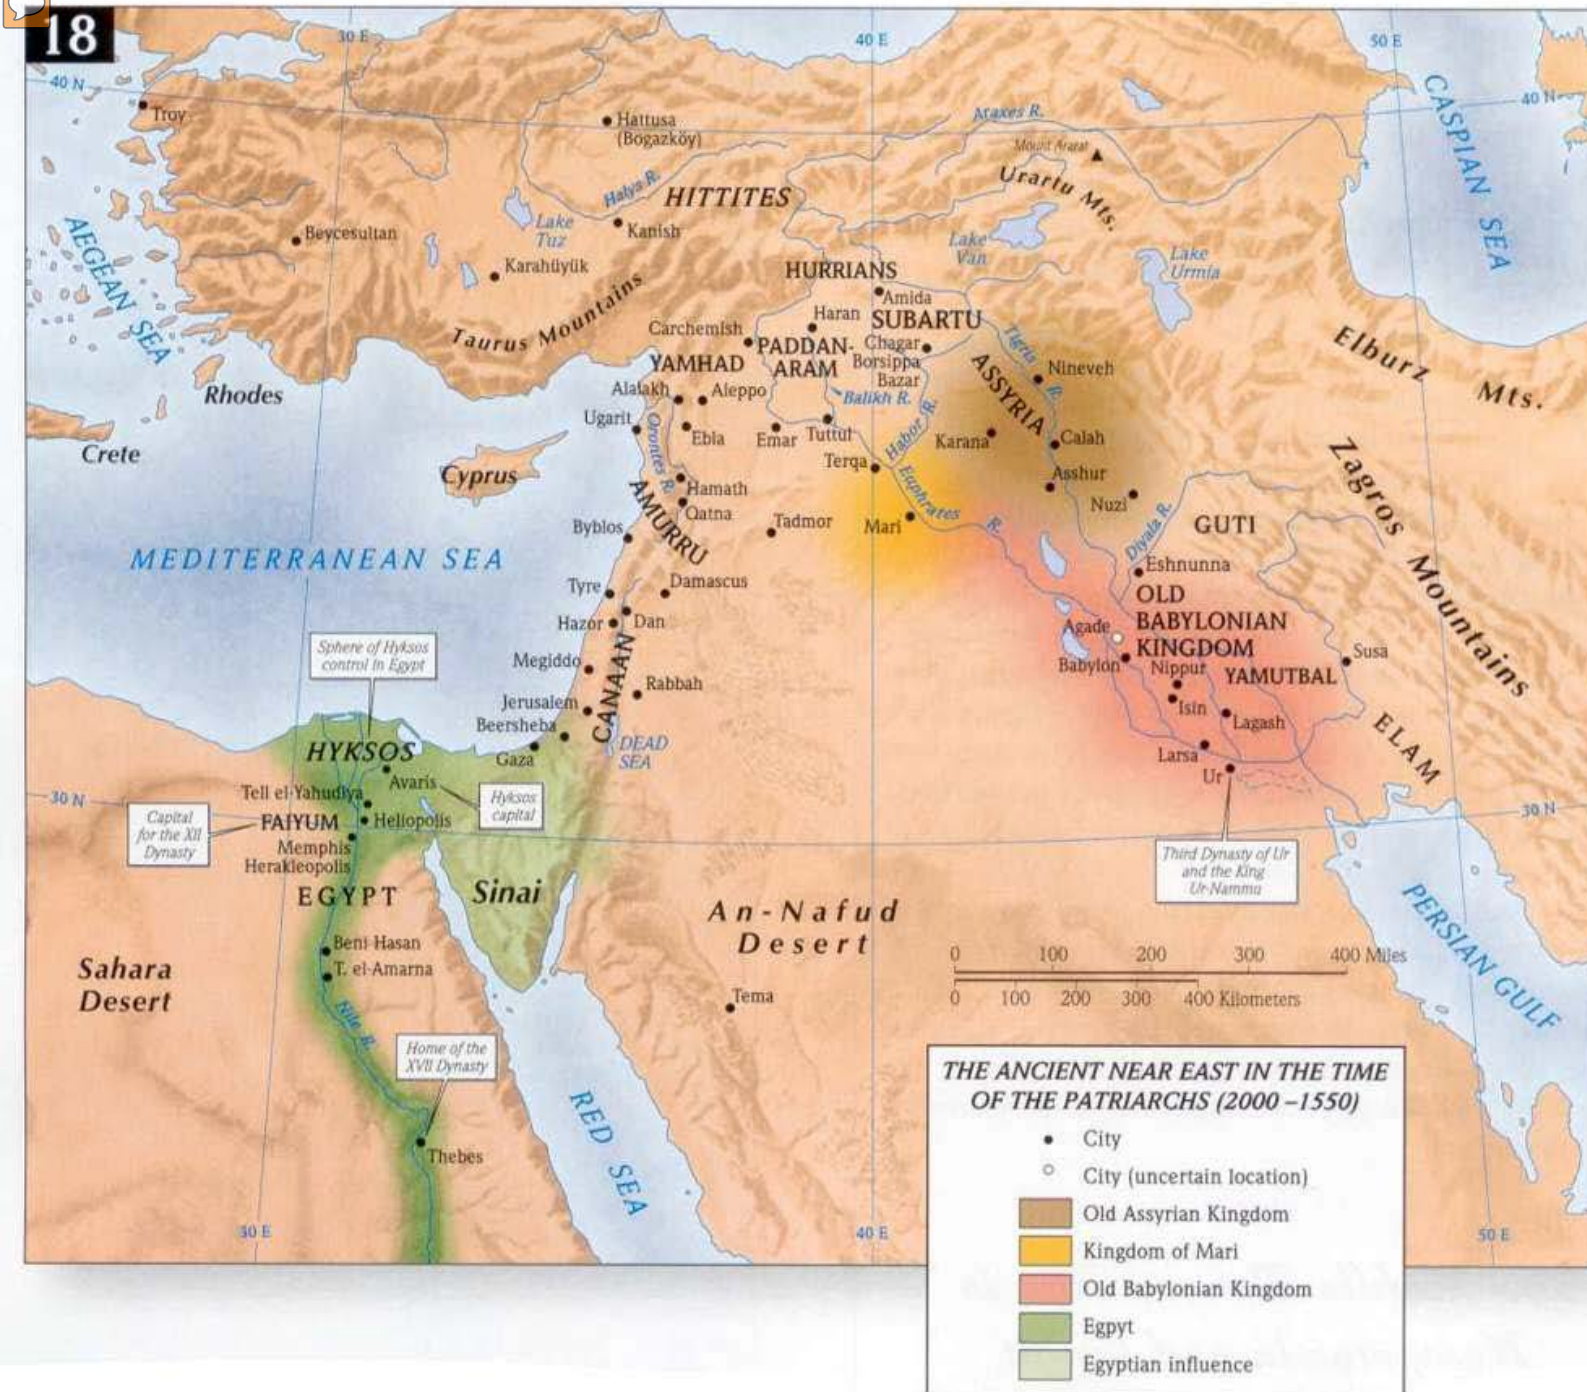 18
30 E
40 E
50 E
40 N
40 N
CASPIAN SEA
Troy
Hattusa
(Bogazköy)
Araxes R.
Mount Ararat
Urartu Mts.
Halys R.
HITTITES
Lake
Tuz
Kanish
Beycesultan
Karahüyük
Lake
Van
Lake
Urmia
AEGEAN SEA
Taurus Mountains
HURRIANS
Amida
Haran
SUBARTU
Carchemish
PADDAN-
ARAM
Chagar
Borsippa
Bazar
Tigris R.
Nineveh
ASSYRIA
Elburz Mts.
YAMHAD
Alalakh
Aleppo
Balikh R.
Rhodes
Ugarit
Orontes R.
Ebla
Emar
Tuttul
Habor R.
Karana
Calah
Crete
Cyprus
Terqa
Asshur
Zagros Mountains
Hamath
Qatna
AMURRU
Euphrates R.
Nuzi
Mari
Tadmor
Diyala R.
GUTI
Byblos
MEDITERRANEAN SEA
Eshnunna
Tyre
Damascus
OLD
BABYLONIAN
KINGDOM
Hazor
Dan
Agade
Sphere of Hyksos
control in Egypt
Megiddo
CANAAN
Babylon
Nippur
YAMUTBAL
Susa
Rabbah
Jerusalem
Isin
Lagash
Beersheba
ELAM
HYKSOS
Gaza
DEAD
SEA
Larsa
Ur
Avaris
30 N
Tell el-Yahudiya
Hyksos
capital
30 N
Capital
for the XII
Dynasty
FAIYUM
Heliopolis
Memphis
Herakleopolis
Third Dynasty of Ur
and the King
Ur-Nammu
EGYPT
Sinai
An-Nafud
Desert
PERSIAN GULF
Beni Hasan
T. el-Amarna
Sahara
Desert
0 100 200 300 400 Miles
0 100 200 300 400 Kilometers
Tema
Nile R.
Home of the
XVII Dynasty
RED SEA
Thebes
30 E
40 E
50 E
THE ANCIENT NEAR EAST IN THE TIME
OF THE PATRIARCHS (2000 –1550)
City
City (uncertain location)
Old Assyrian Kingdom
Kingdom of Mari
Old Babylonian Kingdom
Egpyt
Egyptian influence